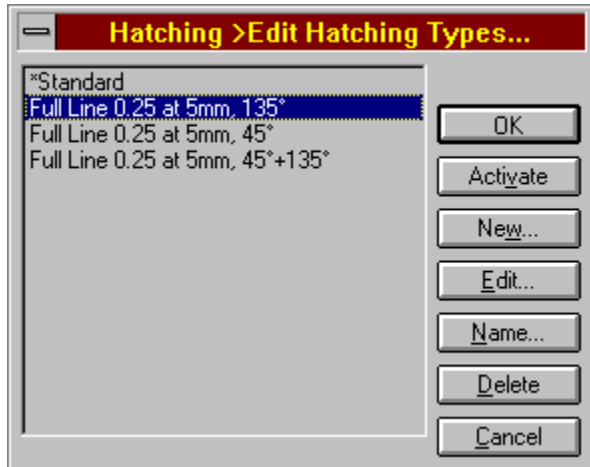 Hatching >Edit Hatching Types...
*Standard
Full Line 0.25 at 5mm, 135°
Full Line 0.25 at 5mm, 45°
Full Line 0.25 at 5mm, 45°+135°
OK
Activate
New...
Edit...
Name...
Delete
Cancel